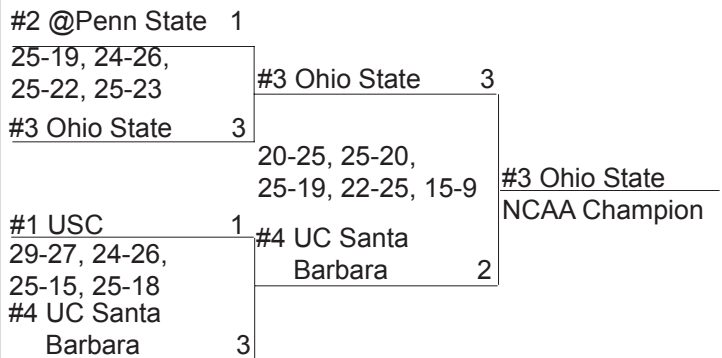 #2 @Penn State 1
25-19, 24-26,
25-22, 25-23
#3 Ohio State 3
#1 USC 1
29-27, 24-26,
25-15, 25-18
#4 UC Santa
Barbara 3
#3 Ohio State 3
20-25, 25-20,
25-19, 22-25, 15-9
#4 UC Santa
Barbara 2
#3 Ohio State
NCAA Champion